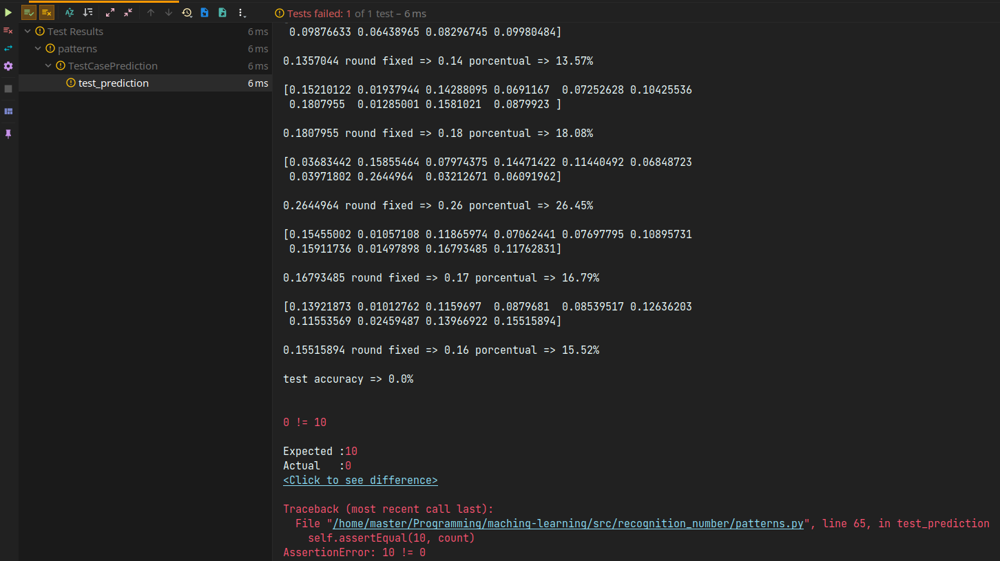 Tests failed: 1 of 1 test – 6 ms
Test Results 6 ms
patterns 6 ms
TestCasePrediction 6 ms
test_prediction 6 ms
0.09876633 0.06438965 0.08296745 0.09980484]
0.1357044 round fixed => 0.14 porcentual => 13.57%
[0.15210122 0.01937944 0.14288095 0.0691167  0.07252628 0.10425536
0.1807955  0.01285001 0.1581021  0.0879923 ]
0.1807955 round fixed => 0.18 porcentual => 18.08%
[0.03683442 0.15855464 0.07974375 0.14471422 0.11440492 0.06848723
0.03971802 0.2644964  0.03212671 0.06091962]
0.2644964 round fixed => 0.26 porcentual => 26.45%
[0.15455002 0.01057108 0.11865974 0.07062441 0.07697795 0.10895731
0.15911736 0.01497898 0.16793485 0.11762831]
0.16793485 round fixed => 0.17 porcentual => 16.79%
[0.13921873 0.01012762 0.1159697  0.0879681  0.08539517 0.12636203
0.11553569 0.02459487 0.13966922 0.15515894]
0.15515894 round fixed => 0.16 porcentual => 15.52%
test accuracy => 0.0%
0 != 10
Expected :10
Actual   :0
<Click to see difference>
Traceback (most recent call last):
File "/home/master/Programming/maching-learning/src/recognition_number/patterns.py", line 65, in test_prediction
self.assertEqual(10, count)
AssertionError: 10 != 0